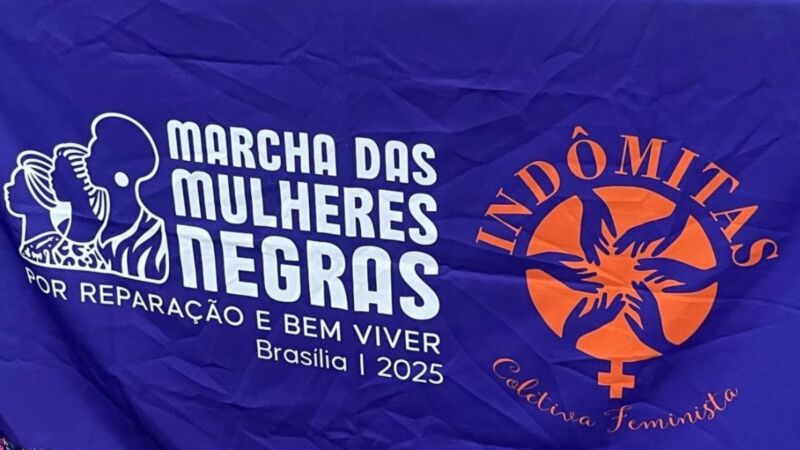 MARCHA DAS
MULHERES
NEGRAS
POR REPARAÇÃO E BEM VIVER
Brasília | 2025
INDÔMITAS
Coletiva Feminista